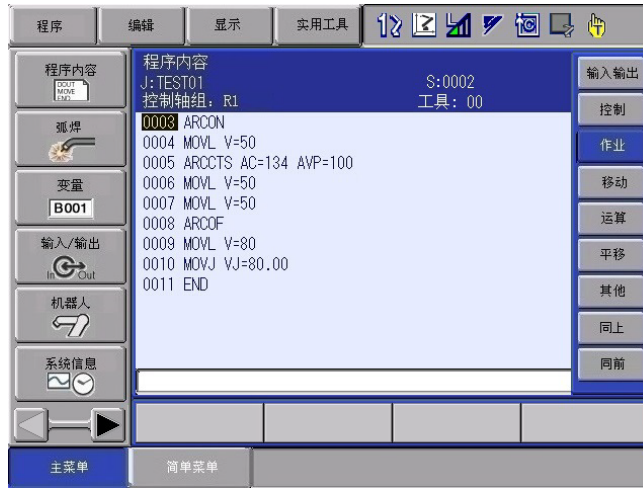 程序
编辑
显示
实用工具
程序内容
DOUT
MOVE
END
弧焊
变量
B001
输入/输出
In Out
机器人
系统信息
程序内容
J:TEST01 S:0002
控制轴组: R1 工具: 00
0003 ARCON
0004 MOVL V=50
0005 ARCCTS AC=134 AVP=100
0006 MOVL V=50
0007 MOVL V=50
0008 ARCOF
0009 MOVL V=80
0010 MOVJ VJ=80.00
0011 END
输入输出
控制
作业
移动
运算
平移
其他
同上
同前
主菜单
简单菜单